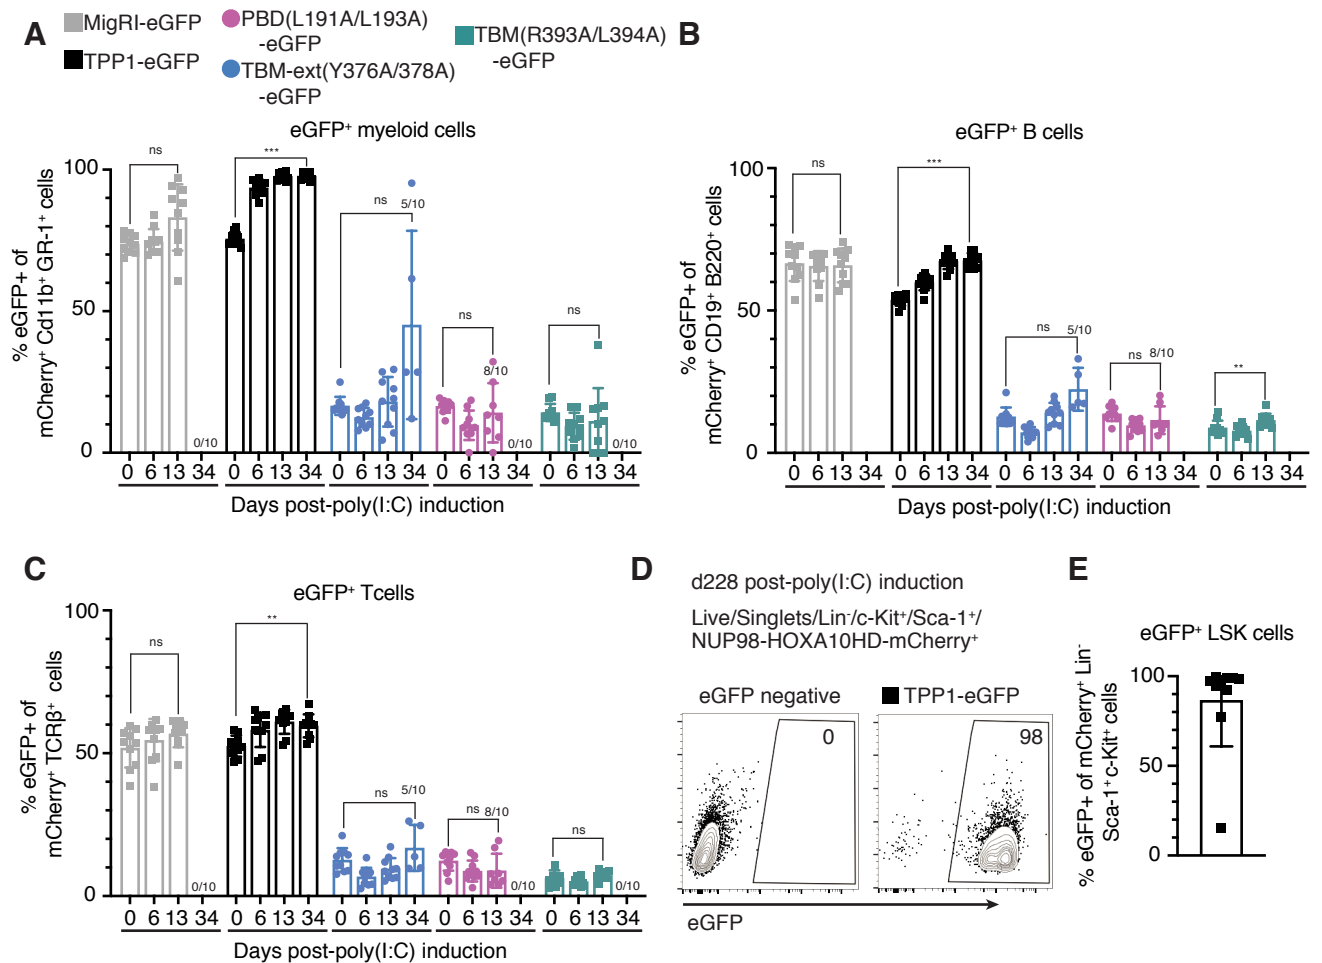 A
MigRI-eGFP
TPP1-eGFP
PBD(L191A/L193A)
-eGFP
TBM-ext(Y376A/378A)
-eGFP
TBM(R393A/L394A)
-eGFP
eGFP⁺ myeloid cells
% eGFP+ of
mCherry⁺ Cd11b⁺ GR-1⁺ cells
100
50
0
ns
***
ns
5/10
ns
8/10
ns
0/10
0/10
0/10
0 6 13 34 0 6 13 34 0 6 13 34 0 6 13 34 0 6 13 34
Days post-poly(I:C) induction
B
eGFP⁺ B cells
% eGFP+ of
mCherry⁺ CD19⁺ B220⁺ cells
100
50
0
ns
***
ns 5/10
ns 8/10
**
0 6 13 34 0 6 13 34 0 6 13 34 0 6 13 34 0 6 13 34
Days post-poly(I:C) induction
C
eGFP⁺ Tcells
% eGFP+ of
mCherry⁺ TCRβ⁺ cells
100
50
0
ns
**
ns 5/10
ns 8/10
ns
0/10
0/10
0/10
0 6 13 34 0 6 13 34 0 6 13 34 0 6 13 34 0 6 13 34
Days post-poly(I:C) induction
D
d228 post-poly(I:C) induction
Live/Singlets/Lin⁻/c-Kit⁺/Sca-1⁺/
NUP98-HOXA10HD-mCherry⁺
eGFP negative
TPP1-eGFP
0
98
eGFP
E
eGFP⁺ LSK cells
% eGFP+ of mCherry⁺ Lin⁻
Sca-1⁺c-Kit⁺ cells
100
50
0